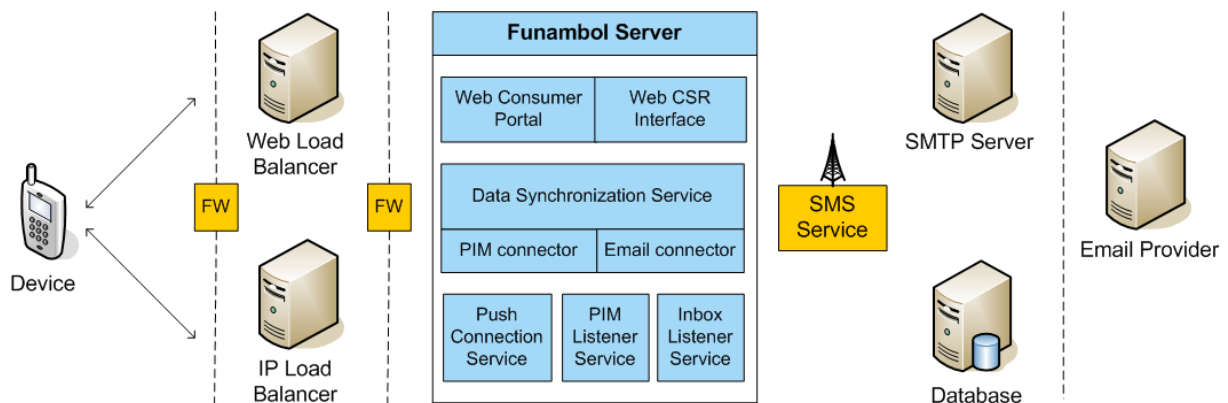 Device
Web Load
Balancer
FW
IP Load
Balancer
FW
Funambol Server
Web Consumer
Portal
Web CSR
Interface
Data Synchronization Service
PIM connector
Email connector
Push
Connection
Service
PIM
Listener
Service
Inbox
Listener
Service
SMS
Service
SMTP Server
Database
Email Provider